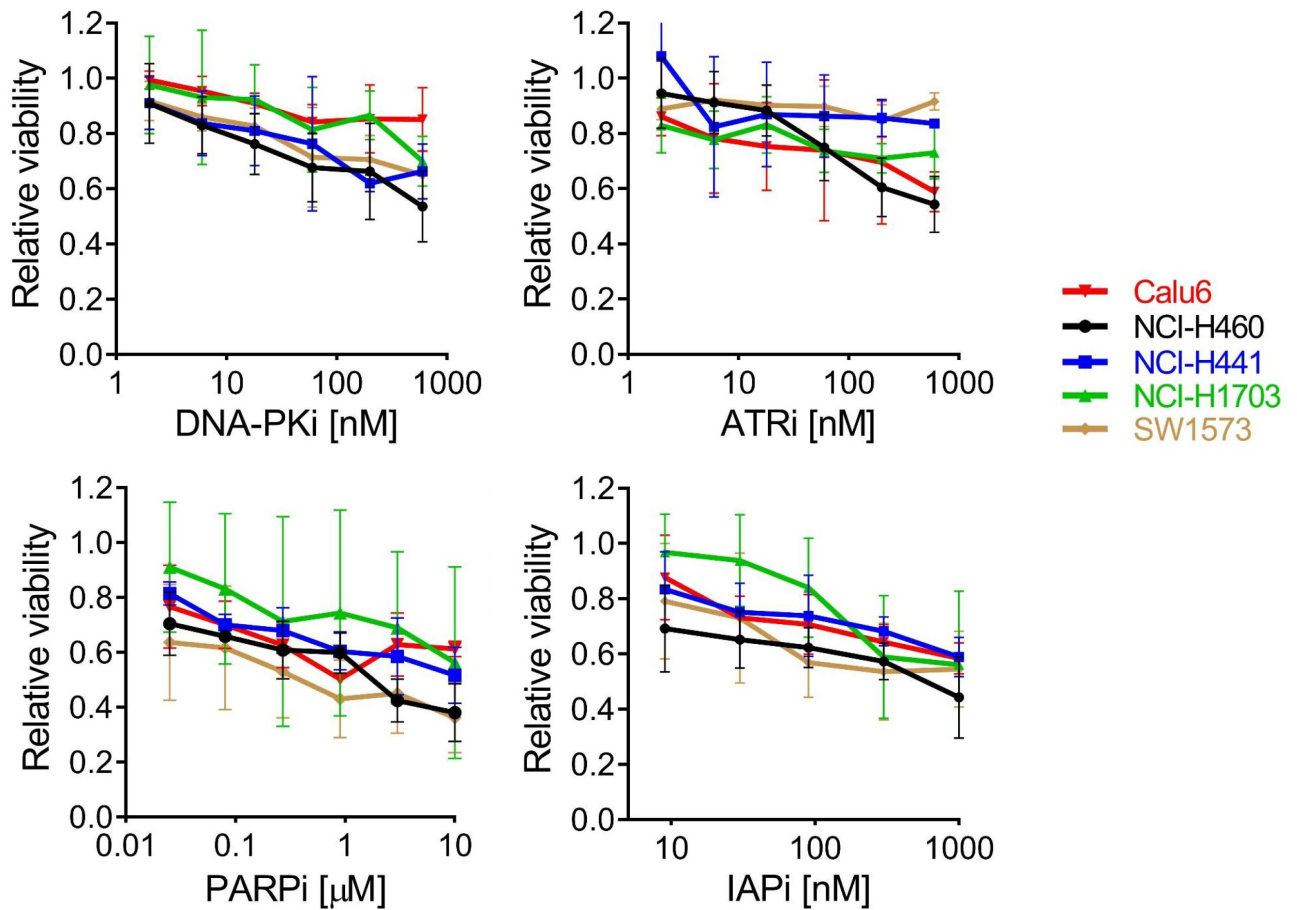 Relative viability
1.2
1.0
0.8
0.6
0.4
0.2
0.0
1 10 100 1000
DNA-PKi [nM]
Relative viability
1.2
1.0
0.8
0.6
0.4
0.2
0.0
1 10 100 1000
ATRi [nM]
Calu6
NCI-H460
NCI-H441
NCI-H1703
SW1573
Relative viability
1.2
1.0
0.8
0.6
0.4
0.2
0.0
0.01 0.1 1 10
PARPi [μM]
Relative viability
1.2
1.0
0.8
0.6
0.4
0.2
0.0
10 100 1000
IAPi [nM]